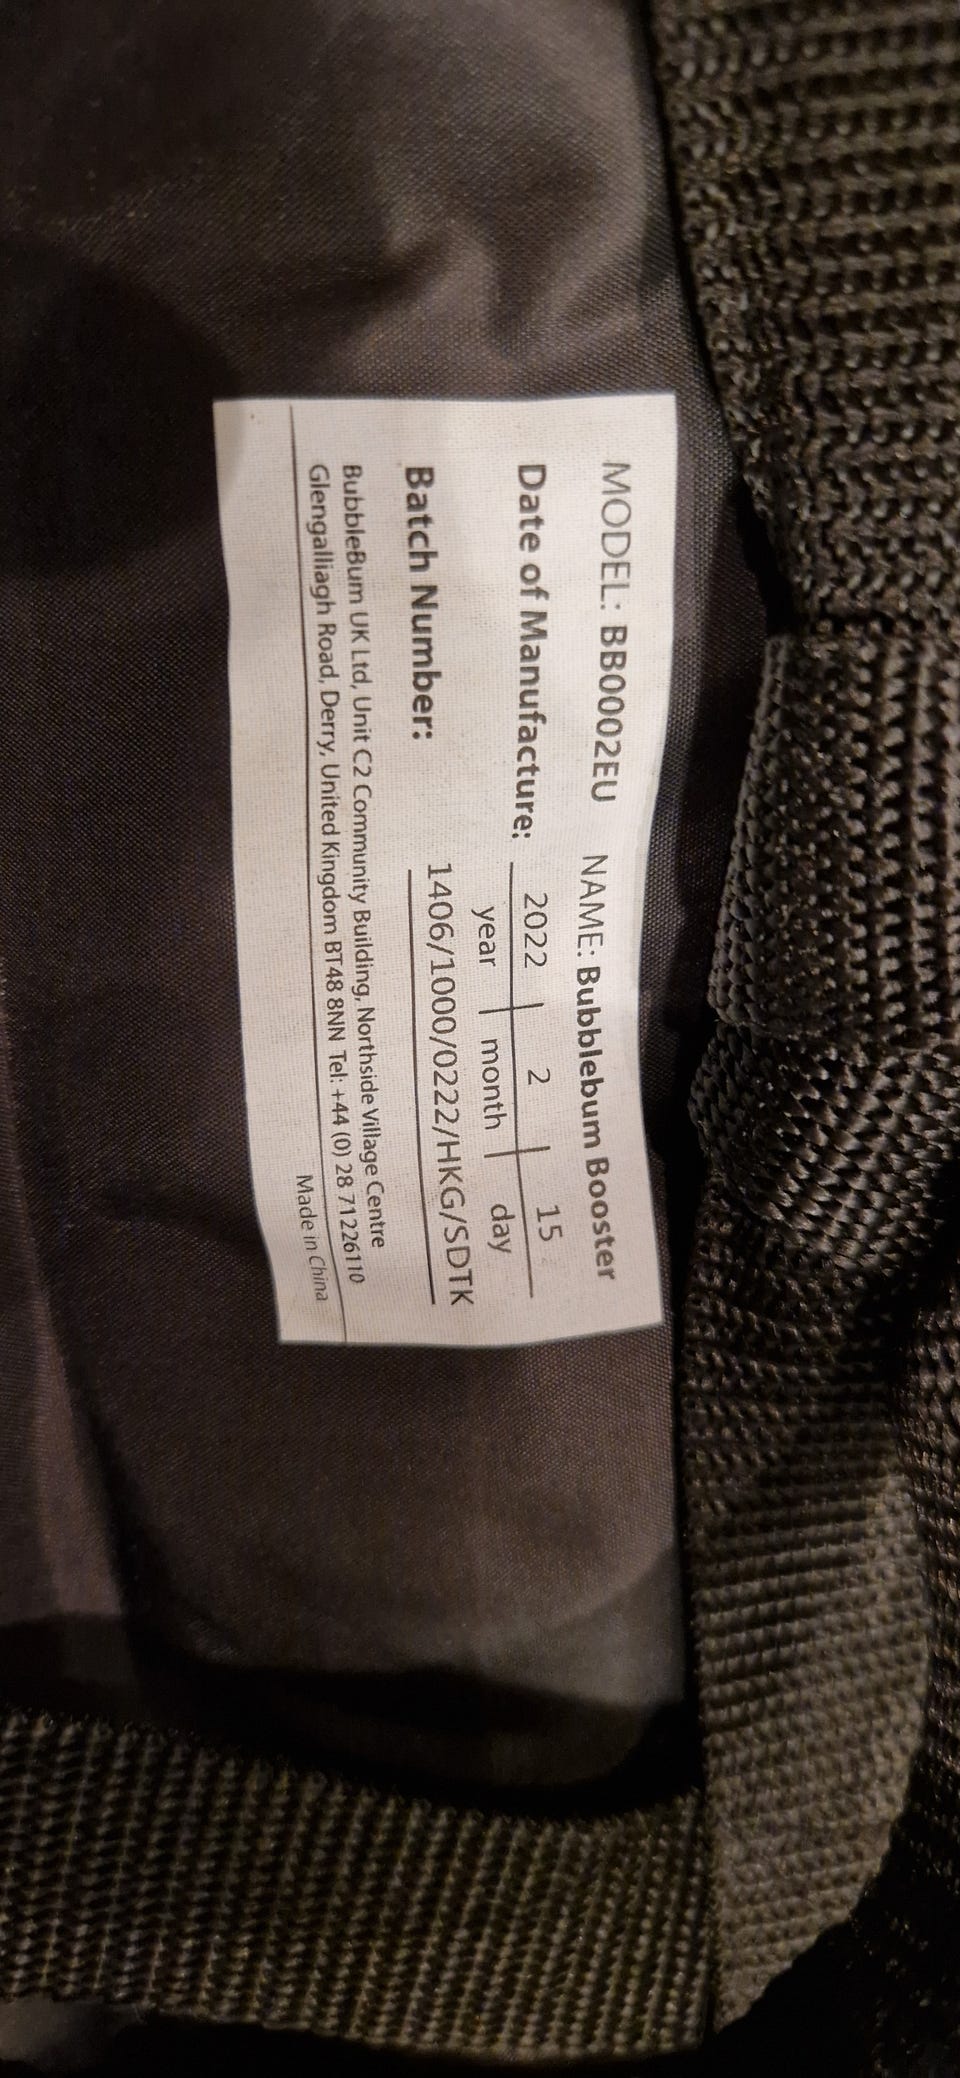 MODEL: BB0002EU NAME: Bubblebum Booster
Date of Manufacture: 2022 | 2 | 15
year | month | day
Batch Number: 1406/1000/0222/HKG/SDTK
BubbleBum UK Ltd, Unit C2 Community Building, Northside Village Centre
Glengalliagh Road, Derry, United Kingdom BT48 8NN Tel: +44 (0) 28 71226110
Made in China